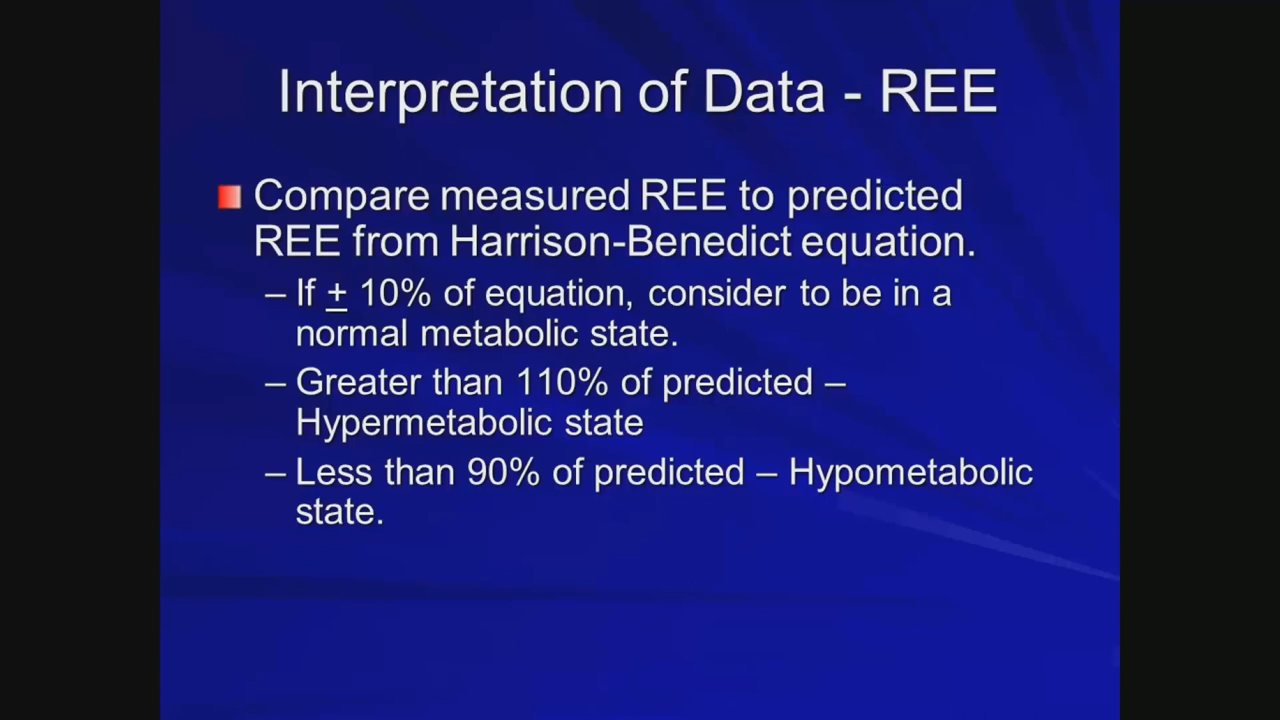 Interpretation of Data - REE
Compare measured REE to predicted
REE from Harrison-Benedict equation.
– If ± 10% of equation, consider to be in a
normal metabolic state.
– Greater than 110% of predicted –
Hypermetabolic state
– Less than 90% of predicted – Hypometabolic
state.